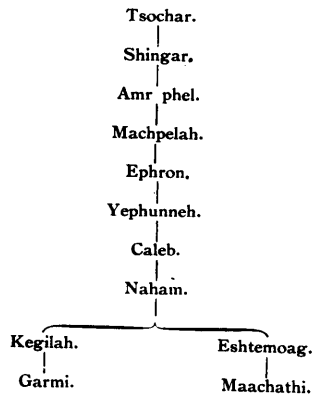 Tsochar.
Shingar.
Amr phel.
Machpelah.
Ephron.
Yephunneh.
Caleb.
Naham.
Kegilah. Eshtemoag.
Garmi. Maachathi.